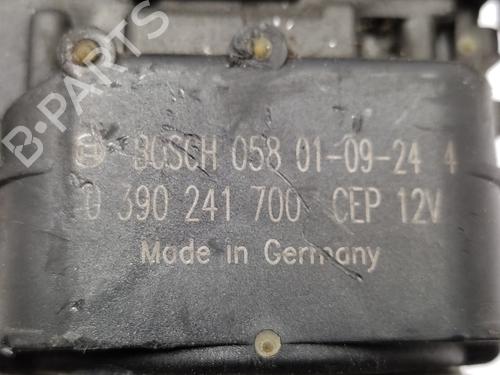 B-PARTS
BOSCH 058 01-09-24 4
0 390 241 700 CEP 12V
Made in Germany